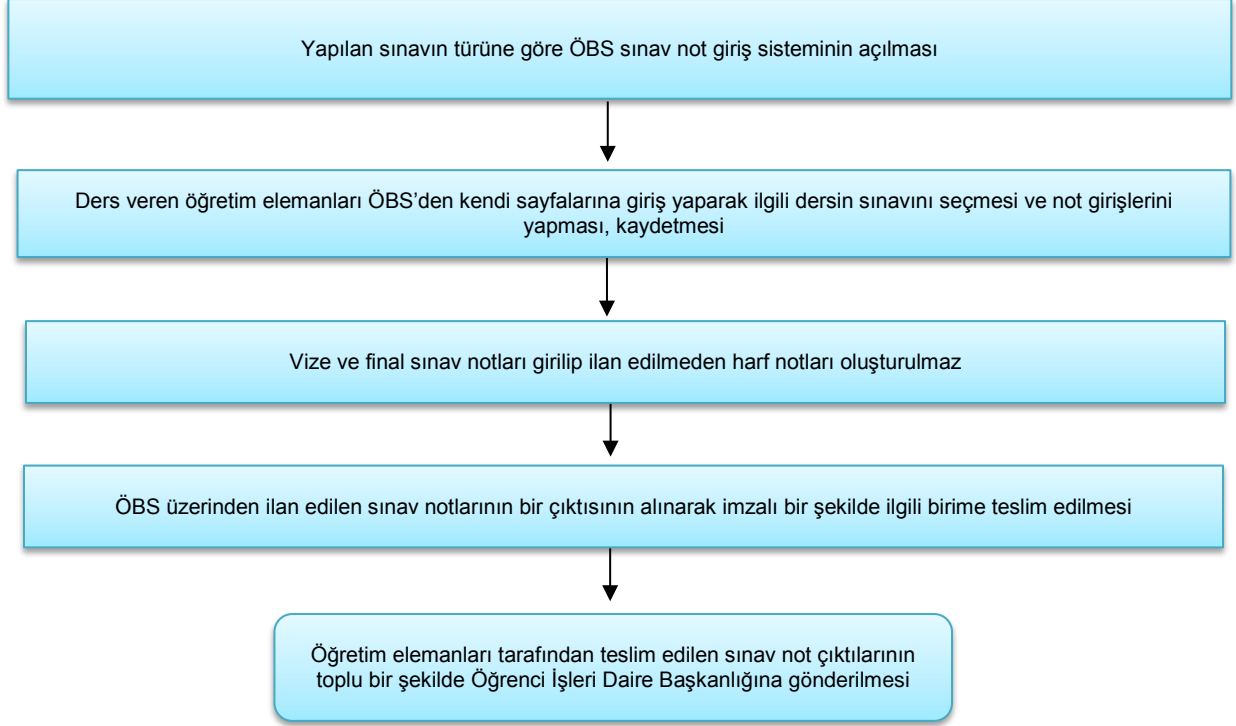 Yapılan sınavın türüne göre ÖBS sınav not giriş sisteminin açılması
Ders veren öğretim elemanları ÖBS’den kendi sayfalarına giriş yaparak ilgili dersin sınavını seçmesi ve not girişlerini
yapması, kaydetmesi
Vize ve final sınav notları girilip ilan edilmeden harf notları oluşturulmaz
ÖBS üzerinden ilan edilen sınav notlarının bir çıktısının alınarak imzalı bir şekilde ilgili birime teslim edilmesi
Öğretim elemanları tarafından teslim edilen sınav not çıktılarının
toplu bir şekilde Öğrenci İşleri Daire Başkanlığına gönderilmesi